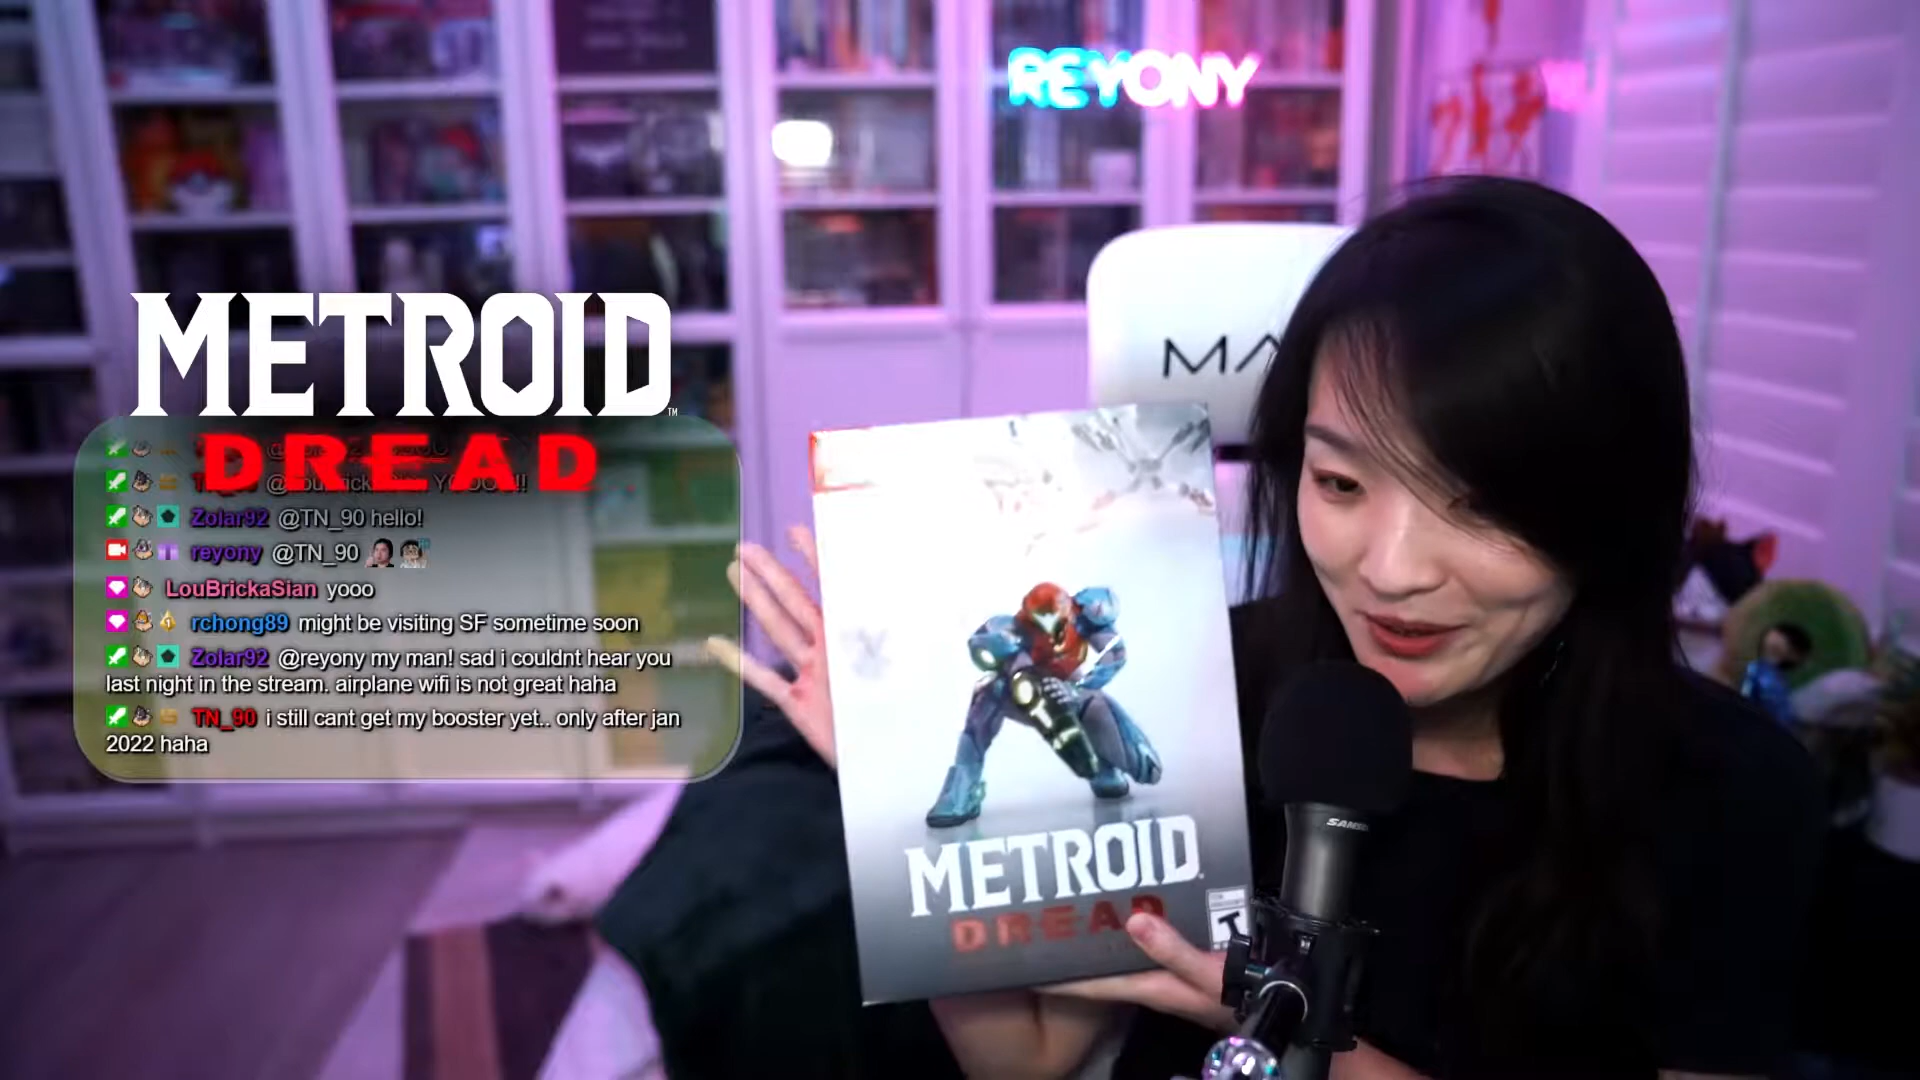 REYONY
METROID
™
DREAD
Zolar92 @TN_90 hello!
reyony @TN_90
LouBrickaSian yooo
rchong89 might be visiting SF sometime soon
Zolar92 @reyony my man! sad i couldnt hear you
last night in the stream. airplane wifi is not great haha
TN_90 i still cant get my booster yet.. only after jan
2022 haha
METROID
DREAD
T